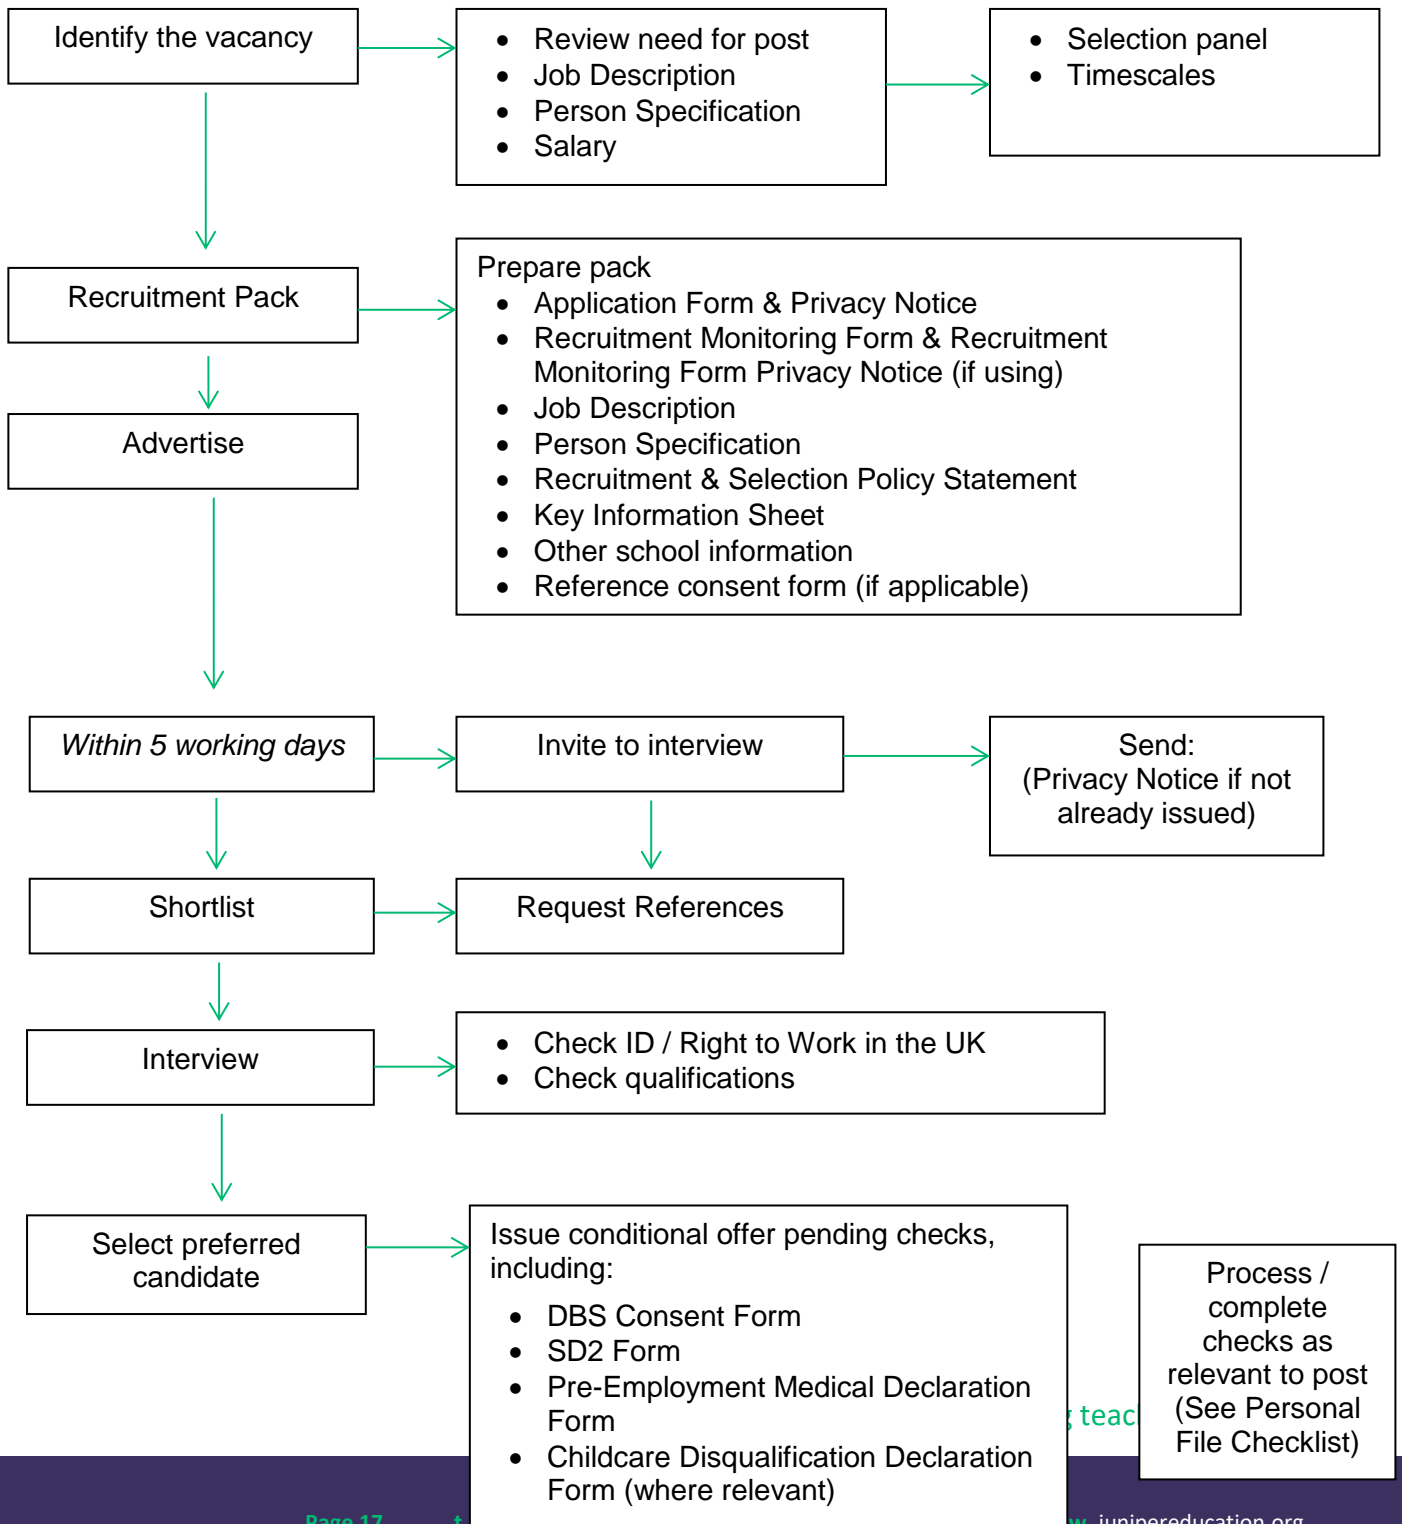 Identify the vacancy
• Review need for post
• Job Description
• Person Specification
• Salary
• Selection panel
• Timescales
Recruitment Pack
Prepare pack
• Application Form & Privacy Notice
• Recruitment Monitoring Form & Recruitment
Monitoring Form Privacy Notice (if using)
• Job Description
• Person Specification
• Recruitment & Selection Policy Statement
• Key Information Sheet
• Other school information
• Reference consent form (if applicable)
Advertise
Within 5 working days
Invite to interview
Send:
(Privacy Notice if not
already issued)
Shortlist
Request References
Interview
• Check ID / Right to Work in the UK
• Check qualifications
Select preferred
candidate
Issue conditional offer pending checks,
including:
• DBS Consent Form
• SD2 Form
• Pre-Employment Medical Declaration
Form
• Childcare Disqualification Declaration
Form (where relevant)
Process /
complete
checks as
relevant to post
(See Personal
File Checklist)
Page 17
t
w. junipereducation.org